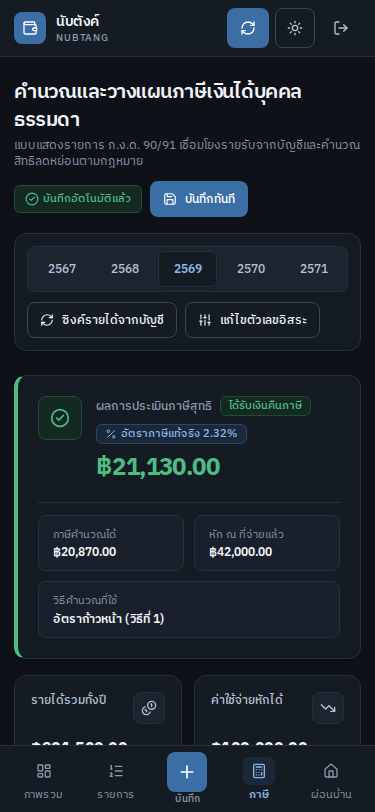 นับตังค์
NUBTANG
คำนวณและวางแผนภาษีเงินได้บุคคล
ธรรมดา
แบบแสดงรายการ ภ.ง.ด. 90/91 เชื่อมโยงรายรับจากบัญชีและคำนวณ
สิทธิลดหย่อนตามกฎหมาย
บันทึกอัตโนมัติแล้ว
บันทึกทันที
2567 2568 2569 2570 2571
ซิงค์รายได้จากบัญชี
แก้ไขตัวเลขอิสระ
ผลการประเมินภาษีสุทธิ
ได้รับเงินคืนภาษี
อัตราภาษีแท้จริง 2.32%
฿21,130.00
ภาษีคำนวณได้
฿20,870.00
หัก ณ ที่จ่ายแล้ว
฿42,000.00
วิธีคำนวณที่ใช้
อัตราก้าวหน้า (วิธีที่ 1)
รายได้รวมทั้งปี
ค่าใช้จ่ายหักได้
ภาพรวม
รายการ
บันทึก
ภาษี
ผ่อนบ้าน